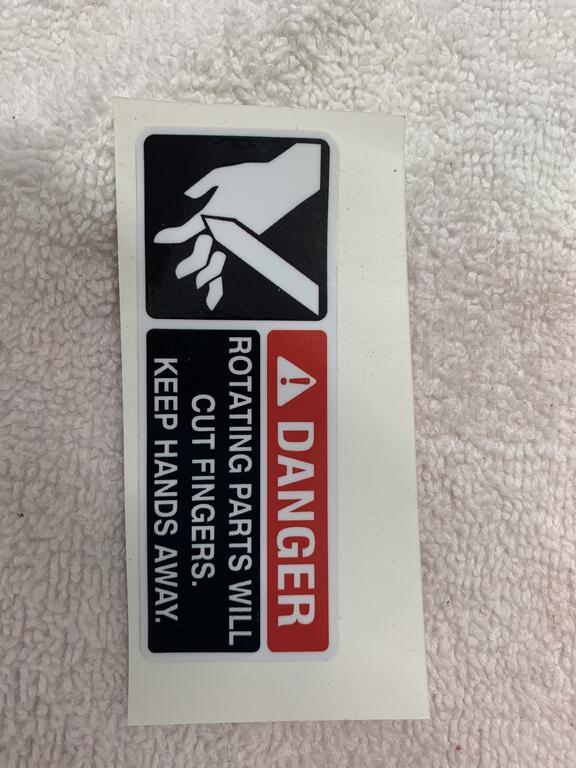 DANGER
ROTATING PARTS WILL
CUT FINGERS.
KEEP HANDS AWAY.